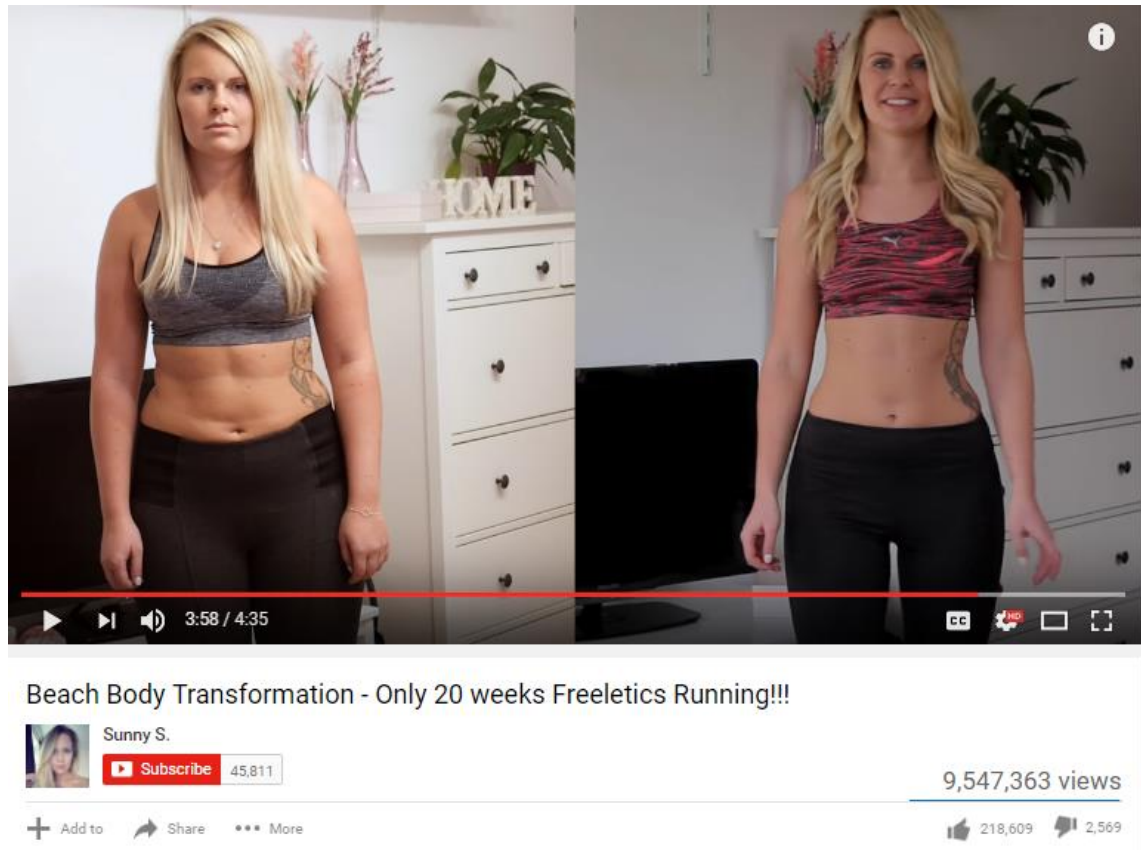 HOME
HD
CC
3:58 / 4:35
Beach Body Transformation - Only 20 weeks Freeletics Running!!!
Sunny S.
Subscribe 45,811
9,547,363 views
Add to Share More
218,609 2,569